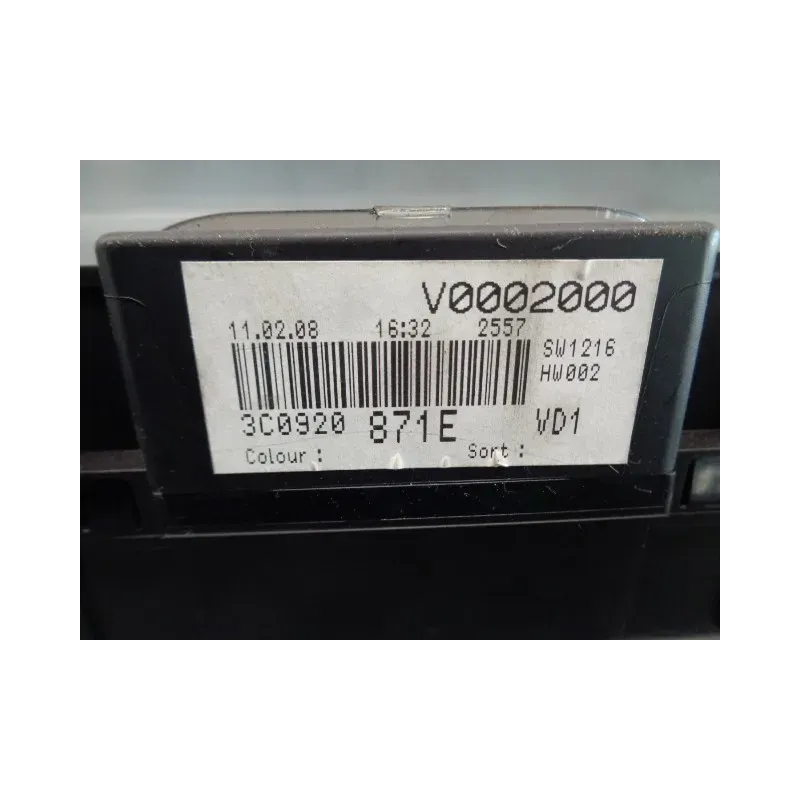 V0002000
11.02.08 16:32 2557
SW1216
HW002
3C0920 871E VD1
Colour : Sort :